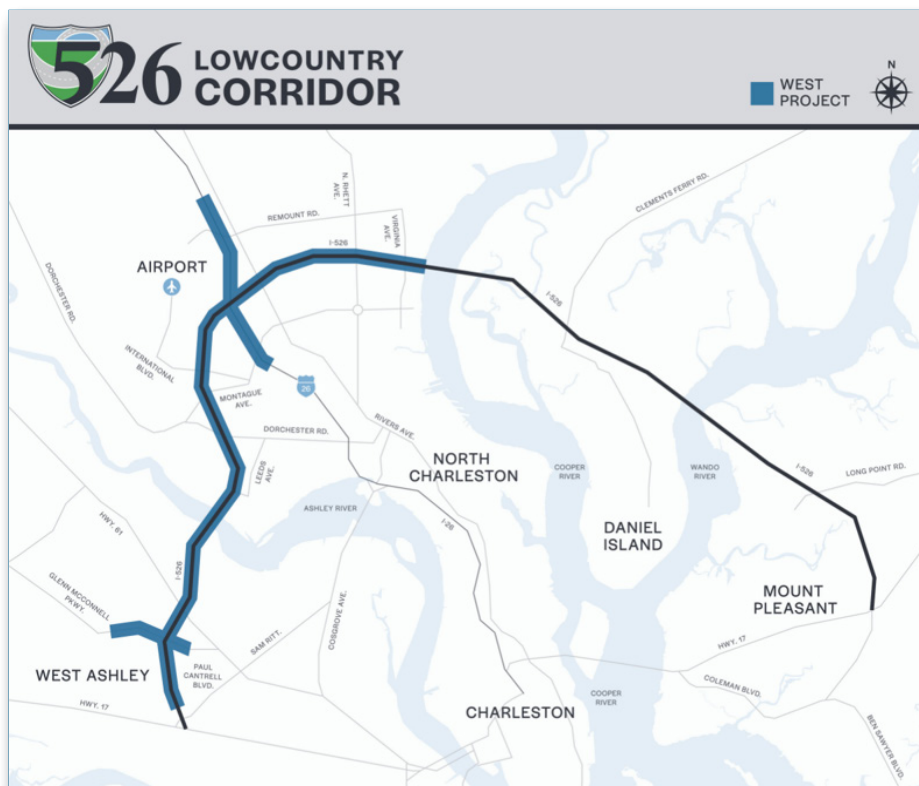 526 LOWCOUNTRY
CORRIDOR
WEST
PROJECT
N
N. RHETT
AVE.
VIRGINIA
AVE.
REMOUNT RD.
CLEMENTS FERRY RD.
I-526
AIRPORT
DORCHESTER RD.
I-526
INTERNATIONAL
BLVD.
MONTAGUE
AVE.
26
RIVERS AVE.
DORCHESTER RD.
LEEDS
AVE.
NORTH
CHARLESTON
COOPER
RIVER
WANDO
RIVER
I-526
LONG POINT RD.
ASHLEY RIVER
I-26
HWY. 61
DANIEL
ISLAND
I-526
GLENN MCCONNELL
PKWY.
COSGROVE AVE.
MOUNT
PLEASANT
SAM RITT.
HWY. 17
WEST ASHLEY
PAUL
CANTRELL
BLVD.
COLEMAN BLVD.
HWY. 17
CHARLESTON
COOPER
RIVER
BEN SAWYER BLVD.